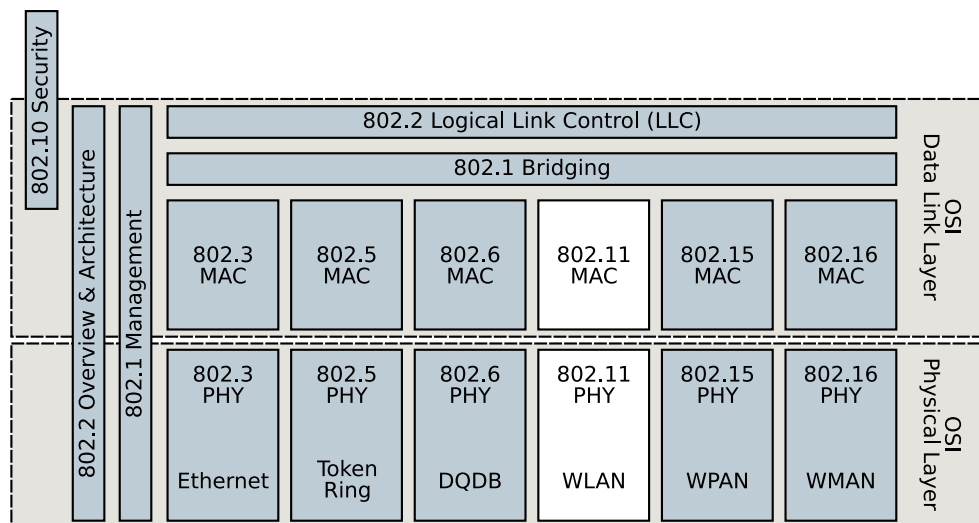 802.10 Security
802.2 Overview & Architecture
802.1 Management
802.2 Logical Link Control (LLC)
802.1 Bridging
802.3
MAC
802.5
MAC
802.6
MAC
802.11
MAC
802.15
MAC
802.16
MAC
OSI
Data Link Layer
802.3
PHY
Ethernet
802.5
PHY
Token
Ring
802.6
PHY
DQDB
802.11
PHY
WLAN
802.15
PHY
WPAN
802.16
PHY
WMAN
OSI
Physical Layer